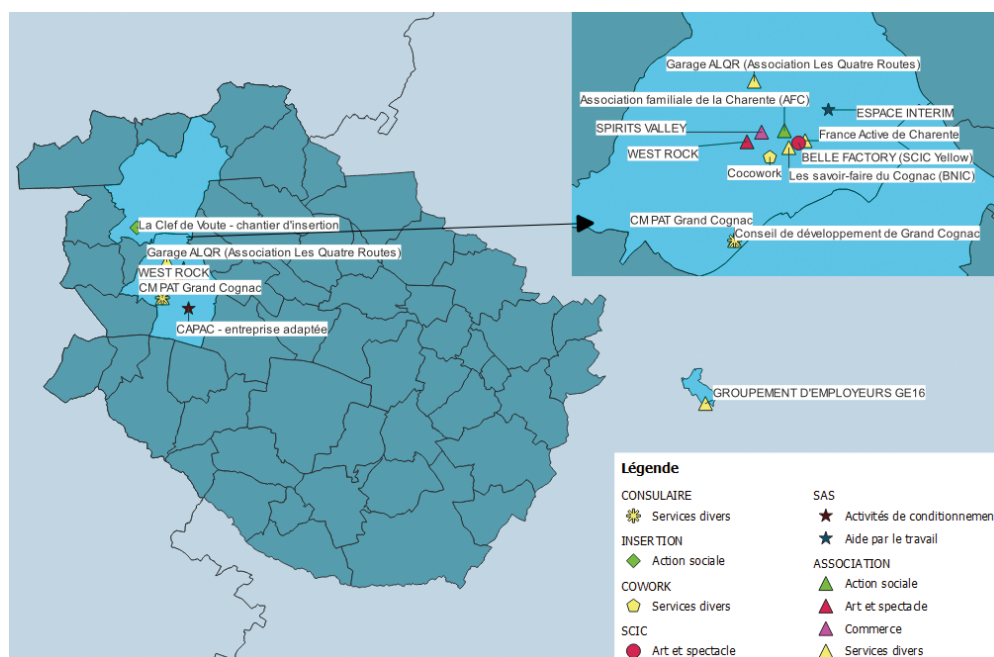 Garage ALQR (Association Les Quatre Routes)
Association familiale de la Charente (AFC)
ESPACE INTERIM
SPIRITS VALLEY
France Active de Charente
WEST ROCK
BELLE FACTORY (SCIC Yellow)
Cocowork
Les savoir-faire du Cognac (BNIC)
CM PAT Grand Cognac
Conseil de développement de Grand Cognac
La Clef de Voute - chantier d'insertion
Garage ALQR (Association Les Quatre Routes)
WEST ROCK
CM PAT Grand Cognac
CAPAC - entreprise adaptée
GROUPEMENT D'EMPLOYEURS GE16
Légende
CONSULAIRE
Services divers
INSERTION
Action sociale
COWORK
Services divers
SCIC
Art et spectacle
SAS
Activités de conditionnemen
Aide par le travail
ASSOCIATION
Action sociale
Art et spectacle
Commerce
Services divers